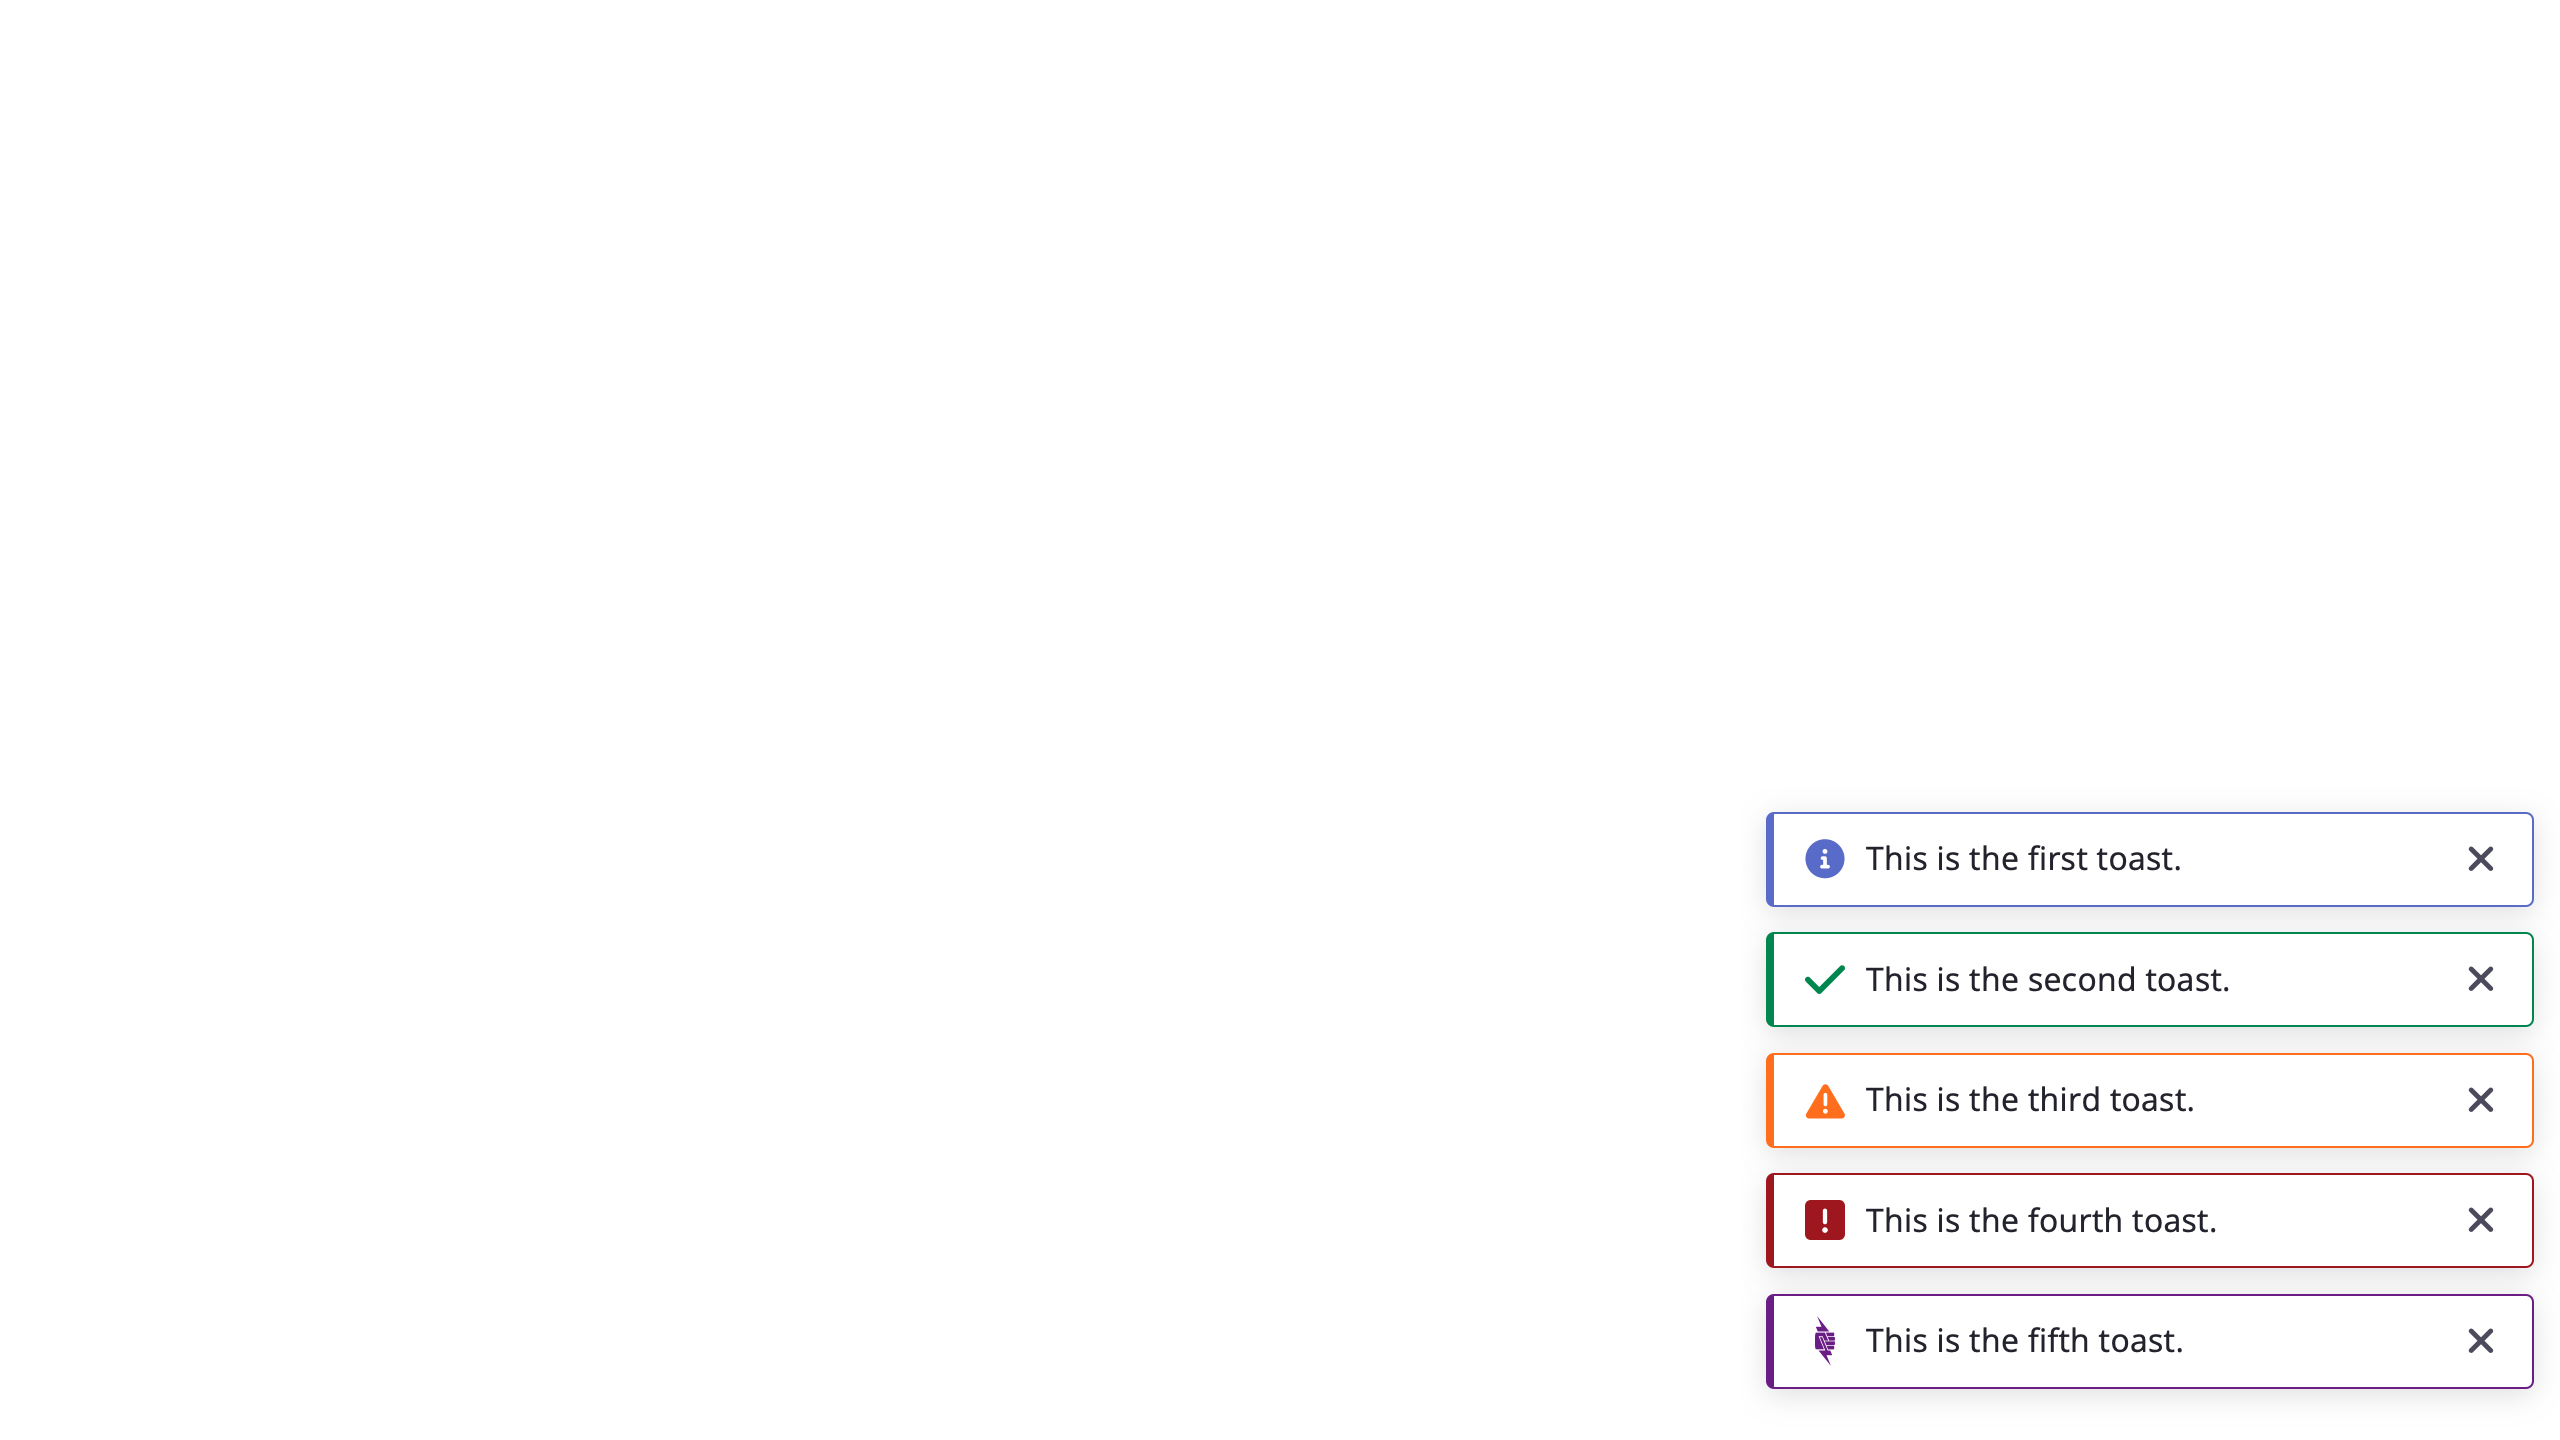 This is the first toast.
This is the second toast.
This is the third toast.
This is the fourth toast.
This is the fifth toast.